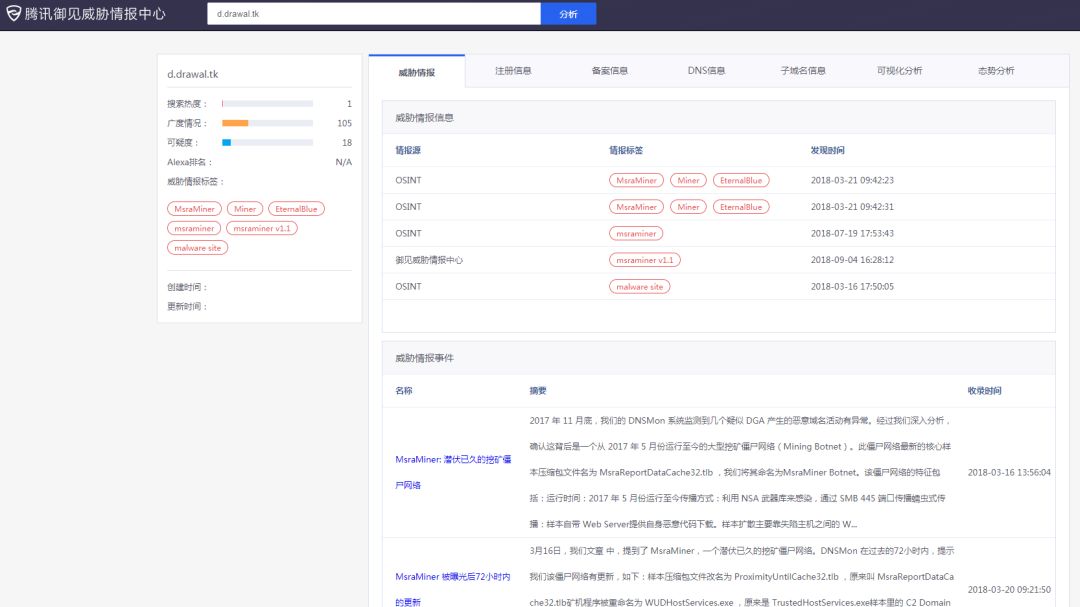 腾讯御见威胁情报中心
d.drawal.tk
分析
d.drawal.tk
搜索热度： 1
广度情况： 105
可疑度： 18
Alexa排名： N/A
威胁情报标签：
MsraMiner Miner EternalBlue
msraminer msraminer v1.1
malware site
创建时间：
更新时间：
威胁情报 注册信息 备案信息 DNS信息 子域名信息 可视化分析 态势分析
威胁情报信息
情报源 情报标签 发现时间
OSINT MsraMiner Miner EternalBlue 2018-03-21 09:42:23
OSINT MsraMiner Miner EternalBlue 2018-03-21 09:42:31
OSINT msraminer 2018-07-19 17:53:43
御见威胁情报中心 msraminer v1.1 2018-09-04 16:28:12
OSINT malware site 2018-03-16 17:50:05
威胁情报事件
名称 摘要 收录时间
MsraMiner: 潜伏已久的挖矿僵
尸网络
2017 年 11 月底，我们的 DNSMon 系统监测到几个疑似 DGA 产生的恶意域名活动有异常。经过我们深入分析，
确认这背后是一个从 2017 年 5 月份运行至今的大型挖矿僵尸网络（ Mining Botnet ）。此僵尸网络最新的核心样
本压缩包文件名为 MsraReportDataCache32.tlb ，我们将其命名为MsraMiner Botnet。该僵尸网络的特征包
括：运行时间：2017 年 5 月份运行至今传播方式：利用 NSA 武器库来感染，通过 SMB 445 端口传播蠕虫式传
播：样本自带 Web Server提供自身恶意代码下载。样本扩散主要靠失陷主机之间的 W...
2018-03-16 13:56:04
MsraMiner 被曝光后72小时内
的更新
3月16日，我们文章 中，提到了 MsraMiner，一个潜伏已久的挖矿僵尸网络。DNSMon 在过去的72小时内，提示
我们该僵尸网络有更新，如下：样本压缩包文件改名为 ProximityUntilCache32.tlb ，原来叫 MsraReportDataCa
che32.tlb矿机程序被重命名为 WUDHostServices.exe ，原来是 TrustedHostServices.exe样本里的 C2 Domain
2018-03-20 09:21:50